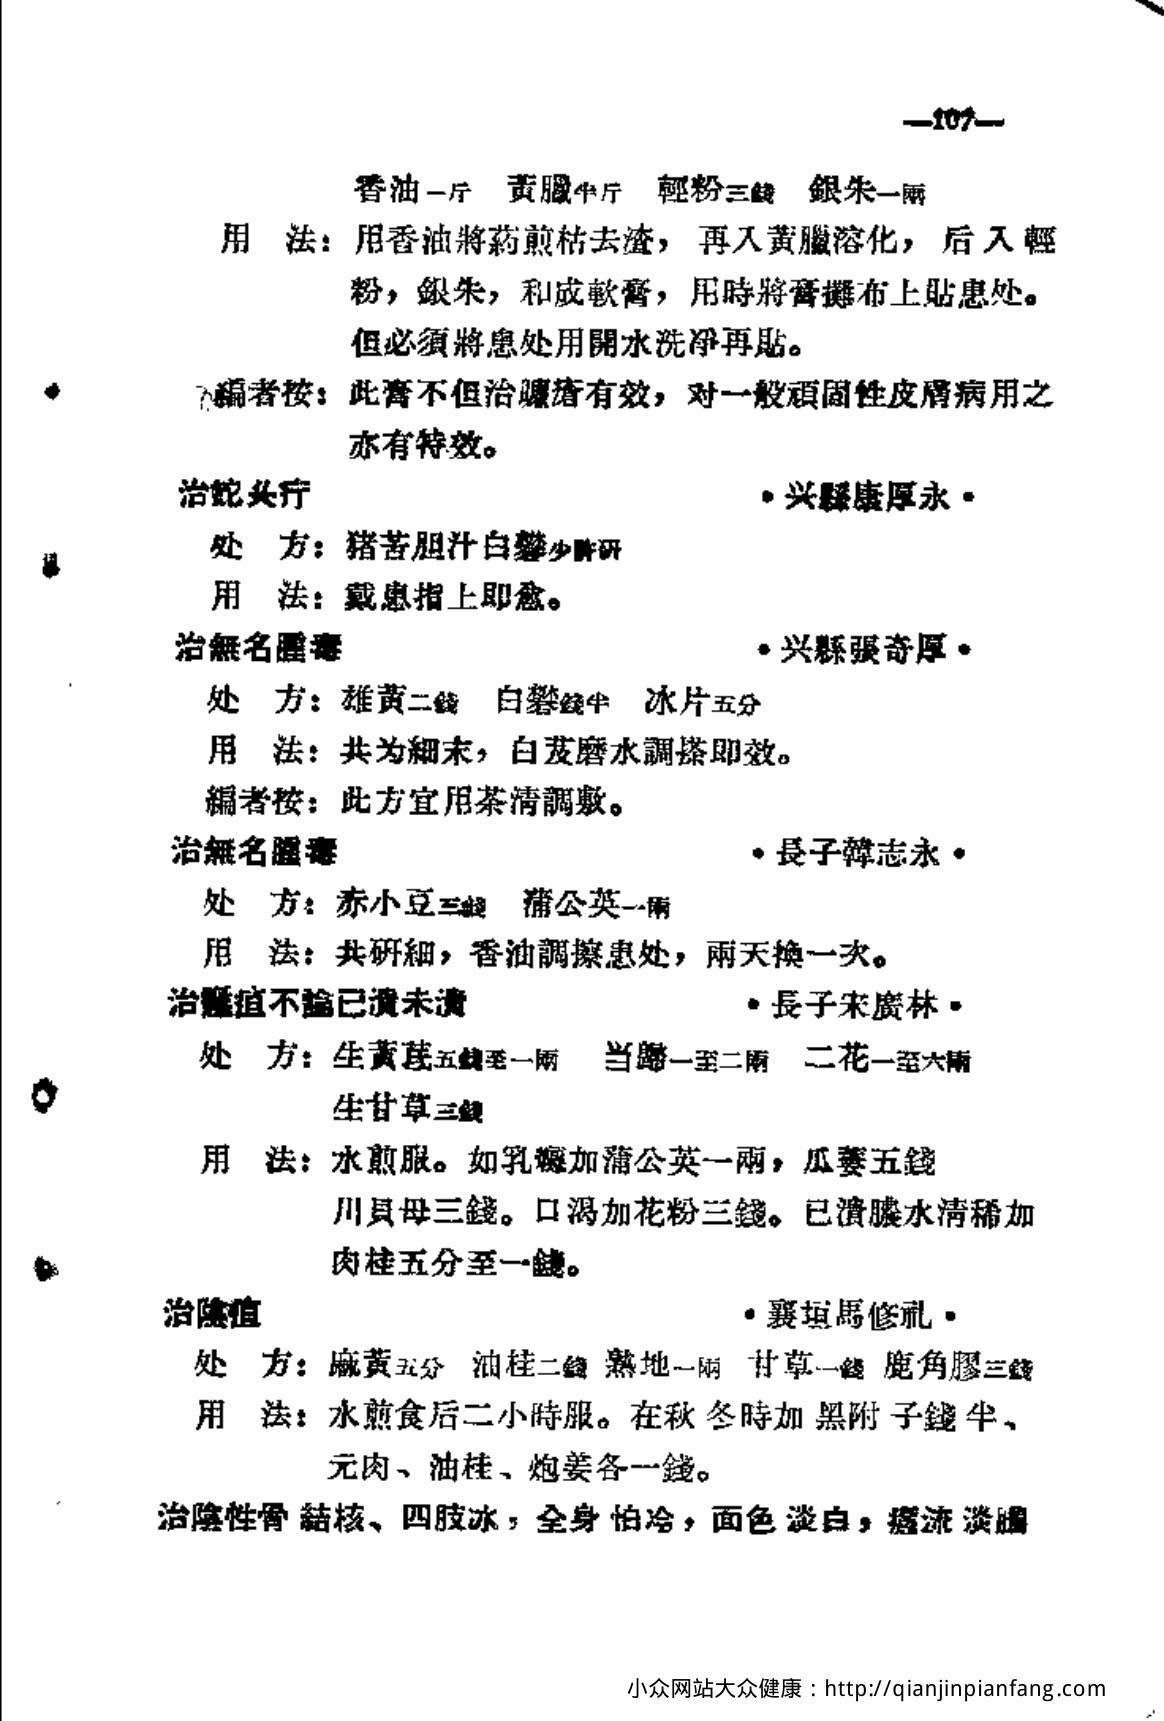 —107—
香油一斤　黃臘半斤　輕粉三錢　銀朱一兩
用　法：用香油將葯煎枯去渣，再入黃臘溶化，后入輕
粉，銀朱，和成軟膏，用時將膏攤布上貼患处。
但必須將患处用開水洗净再貼。
編者按：此膏不但治臁瘡有效，对一般頑固性皮膚病用之
亦有特效。
治蛇头疔　•兴縣康厚永•
处　方：猪苦胆汁白礬少許研
用　法：戴患指上即愈。
治無名腫毒　•兴縣張奇厚•
处　方：雄黃二錢　白礬錢半　冰片五分
用　法：共为細末，白芨磨水調搽即效。
編者按：此方宜用茶清調敷。
治無名腫毒　•長子韓志永•
处　方：赤小豆三錢　蒲公英一兩
用　法：共研細，香油調擦患处，兩天換一次。
治癰疽不論已潰未潰　•長子宋廣林•
处　方：生黃芪五錢至一兩　当歸一至二兩　二花一至六兩
生甘草三錢
用　法：水煎服。如乳癰加蒲公英一兩，瓜蔞五錢
川貝母三錢。口渴加花粉三錢。已潰膿水清稀加
肉桂五分至一錢。
治陰疽　•襄垣馬修礼•
处　方：麻黃五分　油桂二錢　熟地一兩　甘草一錢　鹿角膠三錢
用　法：水煎食后二小時服。在秋冬時加黑附子錢半、
元肉、油桂、炮姜各一錢。
治陰性骨結核、四肢冰，全身怕冷，面色淡白，瘡流淡膿
小众网站大众健康：http://qianjinpianfang.com